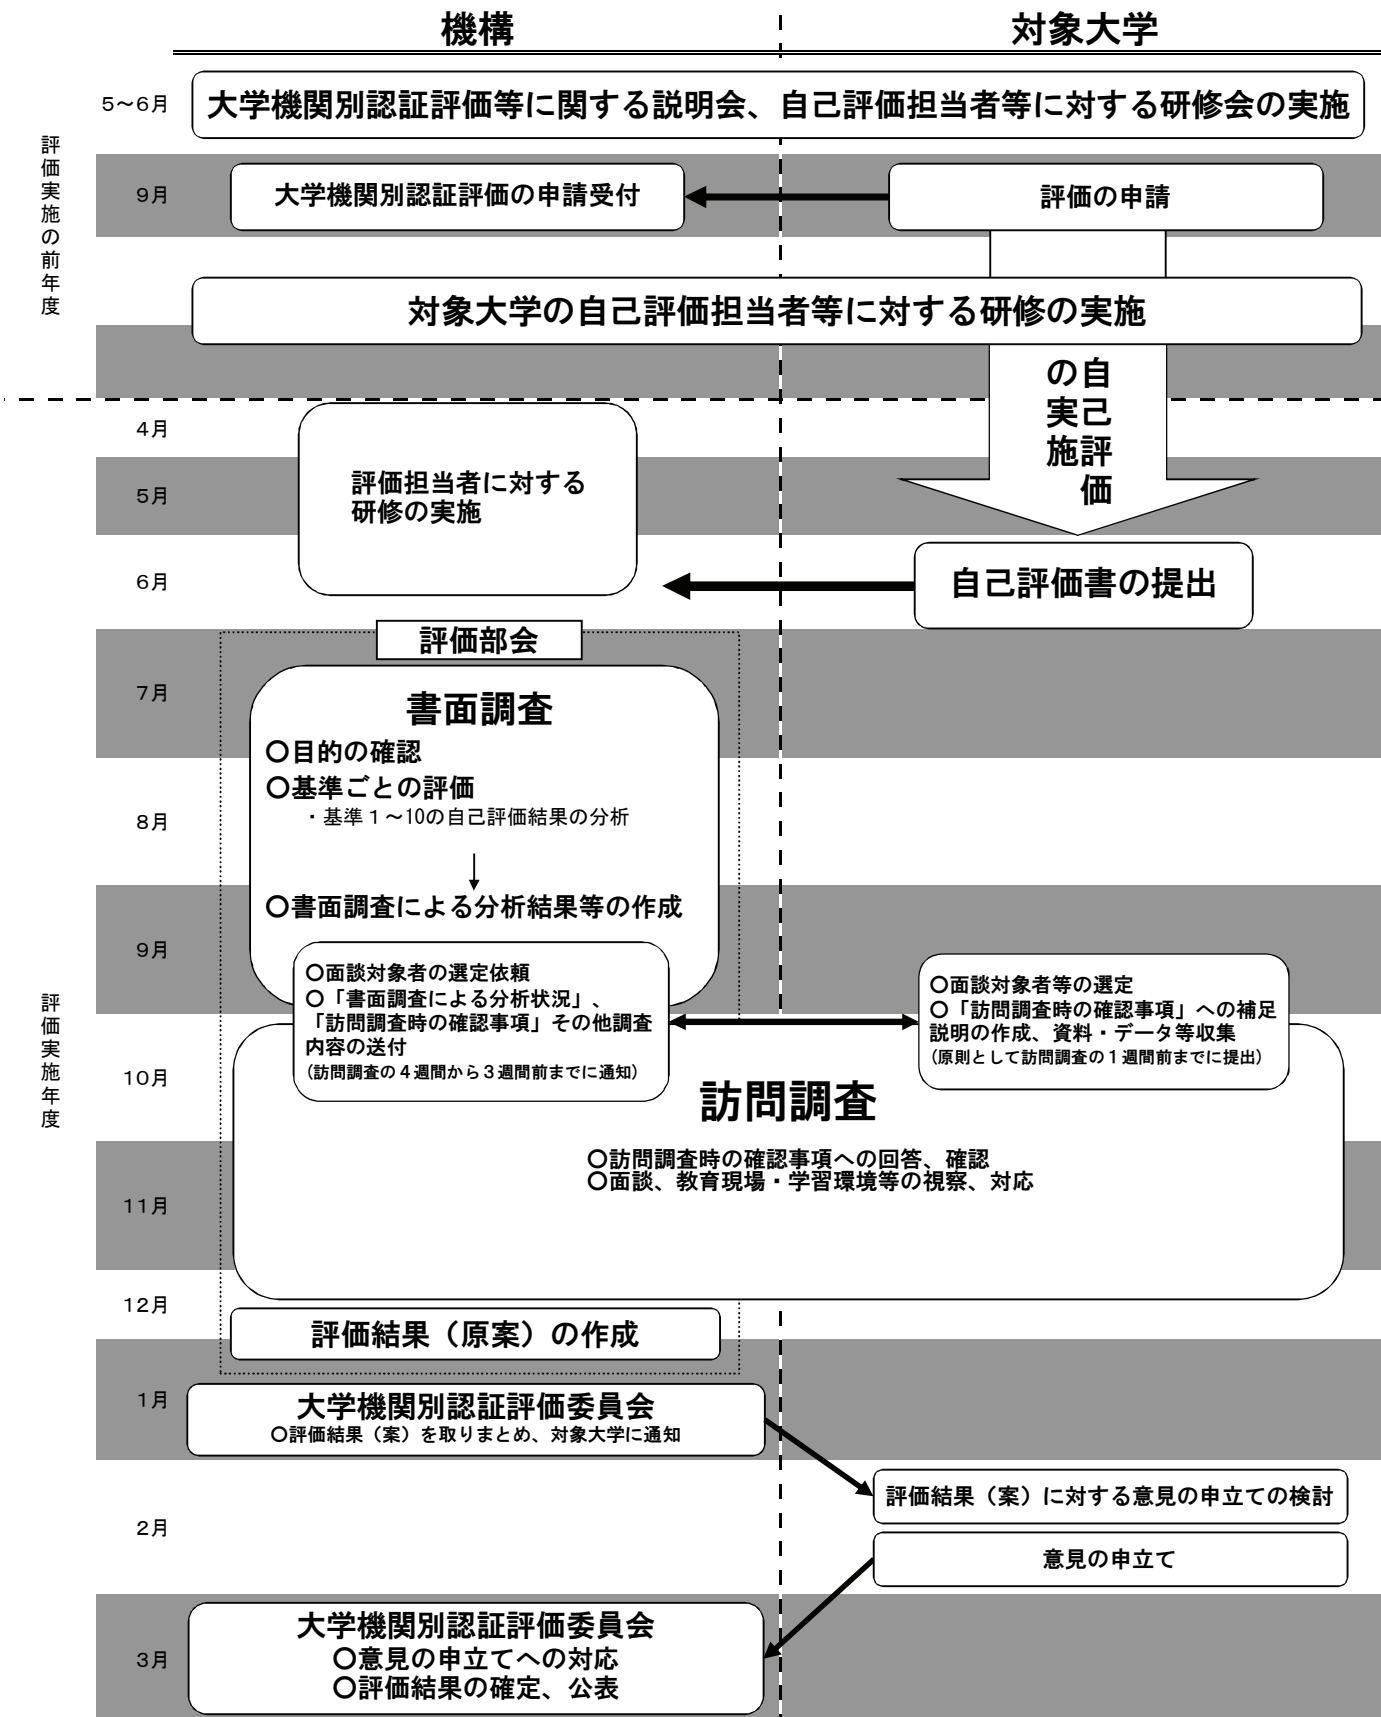 機構
対象大学
評価実施の前年度
5～6月
大学機関別認証評価等に関する説明会、自己評価担当者等に対する研修会の実施
9月
大学機関別認証評価の申請受付
評価の申請
対象大学の自己評価担当者等に対する研修の実施
自己評価
の実施
評価実施年度
4月
5月
評価担当者に対する
研修の実施
6月
自己評価書の提出
評価部会
7月
書面調査
〇目的の確認
〇基準ごとの評価
・基準１～10の自己評価結果の分析
8月
〇書面調査による分析結果等の作成
9月
〇面談対象者の選定依頼
〇「書面調査による分析状況」、
「訪問調査時の確認事項」その他調査
内容の送付
(訪問調査の４週間から３週間前までに通知)
〇面談対象者等の選定
〇「訪問調査時の確認事項」への補足
説明の作成、資料・データ等収集
(原則として訪問調査の１週間前までに提出)
10月
訪問調査
〇訪問調査時の確認事項への回答、確認
〇面談、教育現場・学習環境等の視察、対応
11月
12月
評価結果（原案）の作成
1月
大学機関別認証評価委員会
〇評価結果（案）を取りまとめ、対象大学に通知
評価結果（案）に対する意見の申立ての検討
2月
意見の申立て
3月
大学機関別認証評価委員会
〇意見の申立てへの対応
〇評価結果の確定、公表